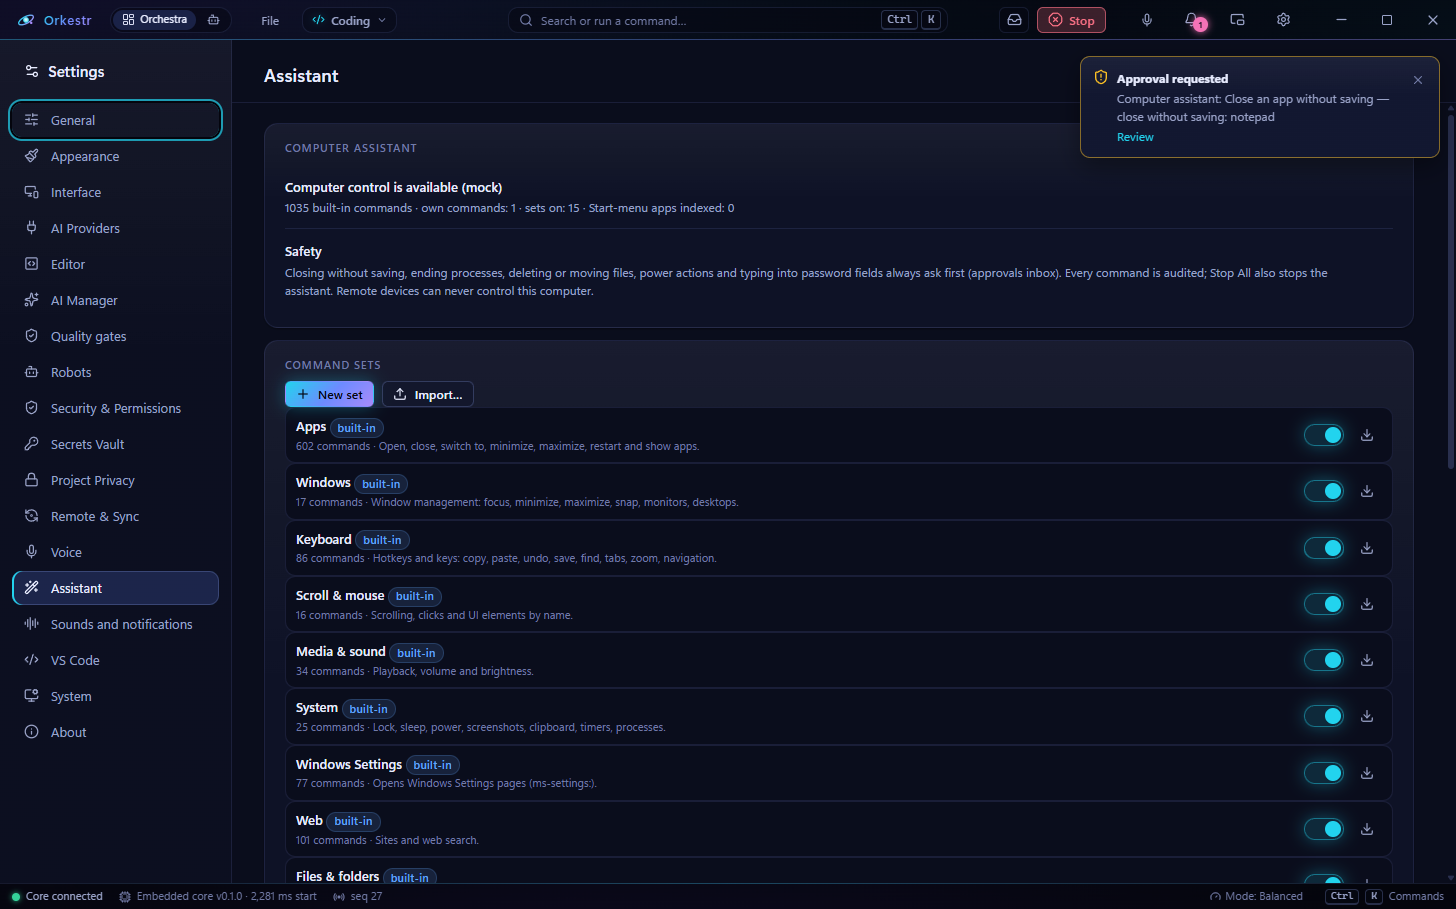 Orkestr
Orchestra
File
Coding
Search or run a command...
Ctrl K
Stop
1
Settings
General
Appearance
Interface
AI Providers
Editor
AI Manager
Quality gates
Robots
Security & Permissions
Secrets Vault
Project Privacy
Remote & Sync
Voice
Assistant
Sounds and notifications
VS Code
System
About
Assistant
Approval requested
Computer assistant: Close an app without saving —
close without saving: notepad
Review
COMPUTER ASSISTANT
Computer control is available (mock)
1035 built-in commands · own commands: 1 · sets on: 15 · Start-menu apps indexed: 0
Safety
Closing without saving, ending processes, deleting or moving files, power actions and typing into password fields always ask first (approvals inbox). Every command is audited; Stop All also stops the
assistant. Remote devices can never control this computer.
COMMAND SETS
New set
Import...
Apps built-in
602 commands · Open, close, switch to, minimize, maximize, restart and show apps.
Windows built-in
17 commands · Window management: focus, minimize, maximize, snap, monitors, desktops.
Keyboard built-in
86 commands · Hotkeys and keys: copy, paste, undo, save, find, tabs, zoom, navigation.
Scroll & mouse built-in
16 commands · Scrolling, clicks and UI elements by name.
Media & sound built-in
34 commands · Playback, volume and brightness.
System built-in
25 commands · Lock, sleep, power, screenshots, clipboard, timers, processes.
Windows Settings built-in
77 commands · Opens Windows Settings pages (ms-settings:).
Web built-in
101 commands · Sites and web search.
Files & folders built-in
Core connected
Embedded core v0.1.0 · 2,281 ms start
seq 27
Mode: Balanced
Ctrl K Commands